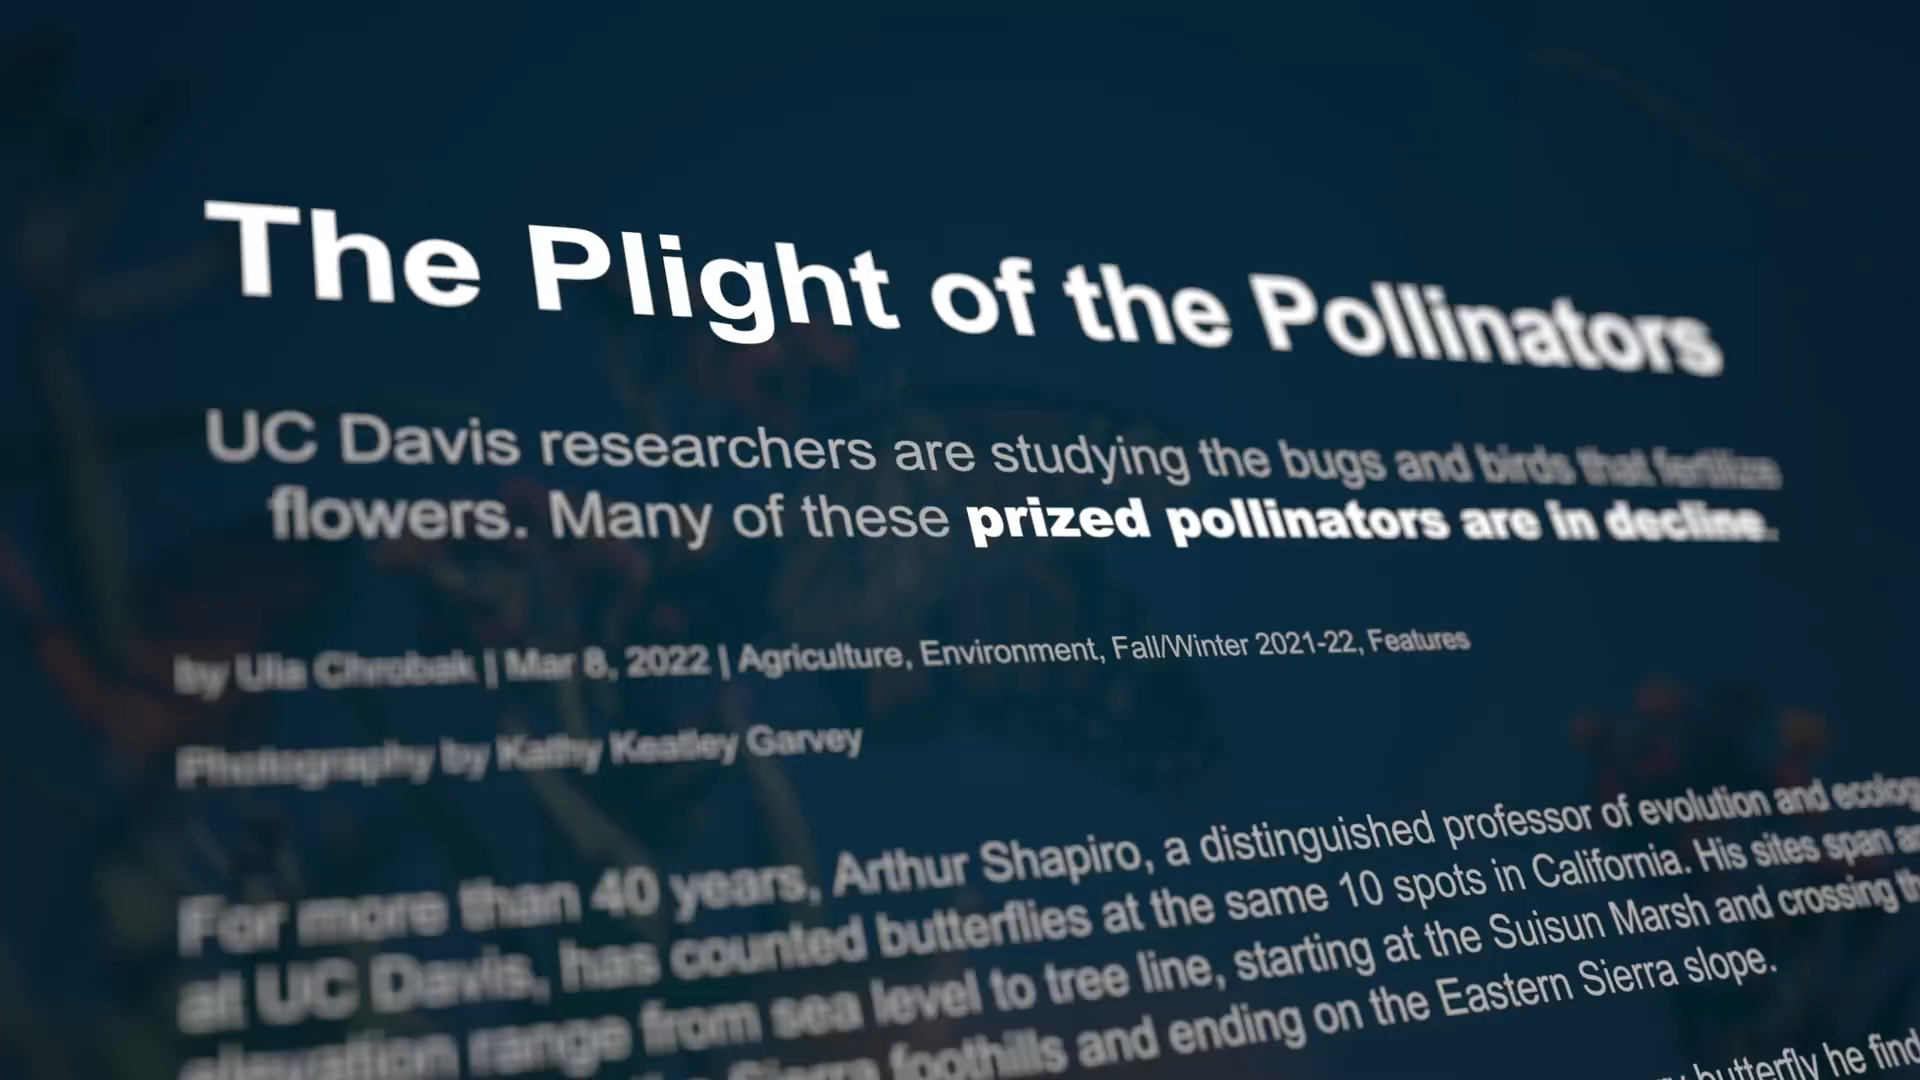 The Plight of the Pollinators
UC Davis researchers are studying the bugs and birds that fertilize
flowers. Many of these prized pollinators are in decline.
by Ula Chrobak | Mar 8, 2022 | Agriculture, Environment, Fall/Winter 2021-22, Features
Photography by Kathy Keatley Garvey
For more than 40 years, Arthur Shapiro, a distinguished professor of evolution and
at UC Davis, has counted butterflies at the same 10 spots in California. His sites span
elevation range from sea level to tree line, starting at the Suisun Marsh and crossing
Sierra foothills and ending on the Eastern Sierra slope.
butterfly he